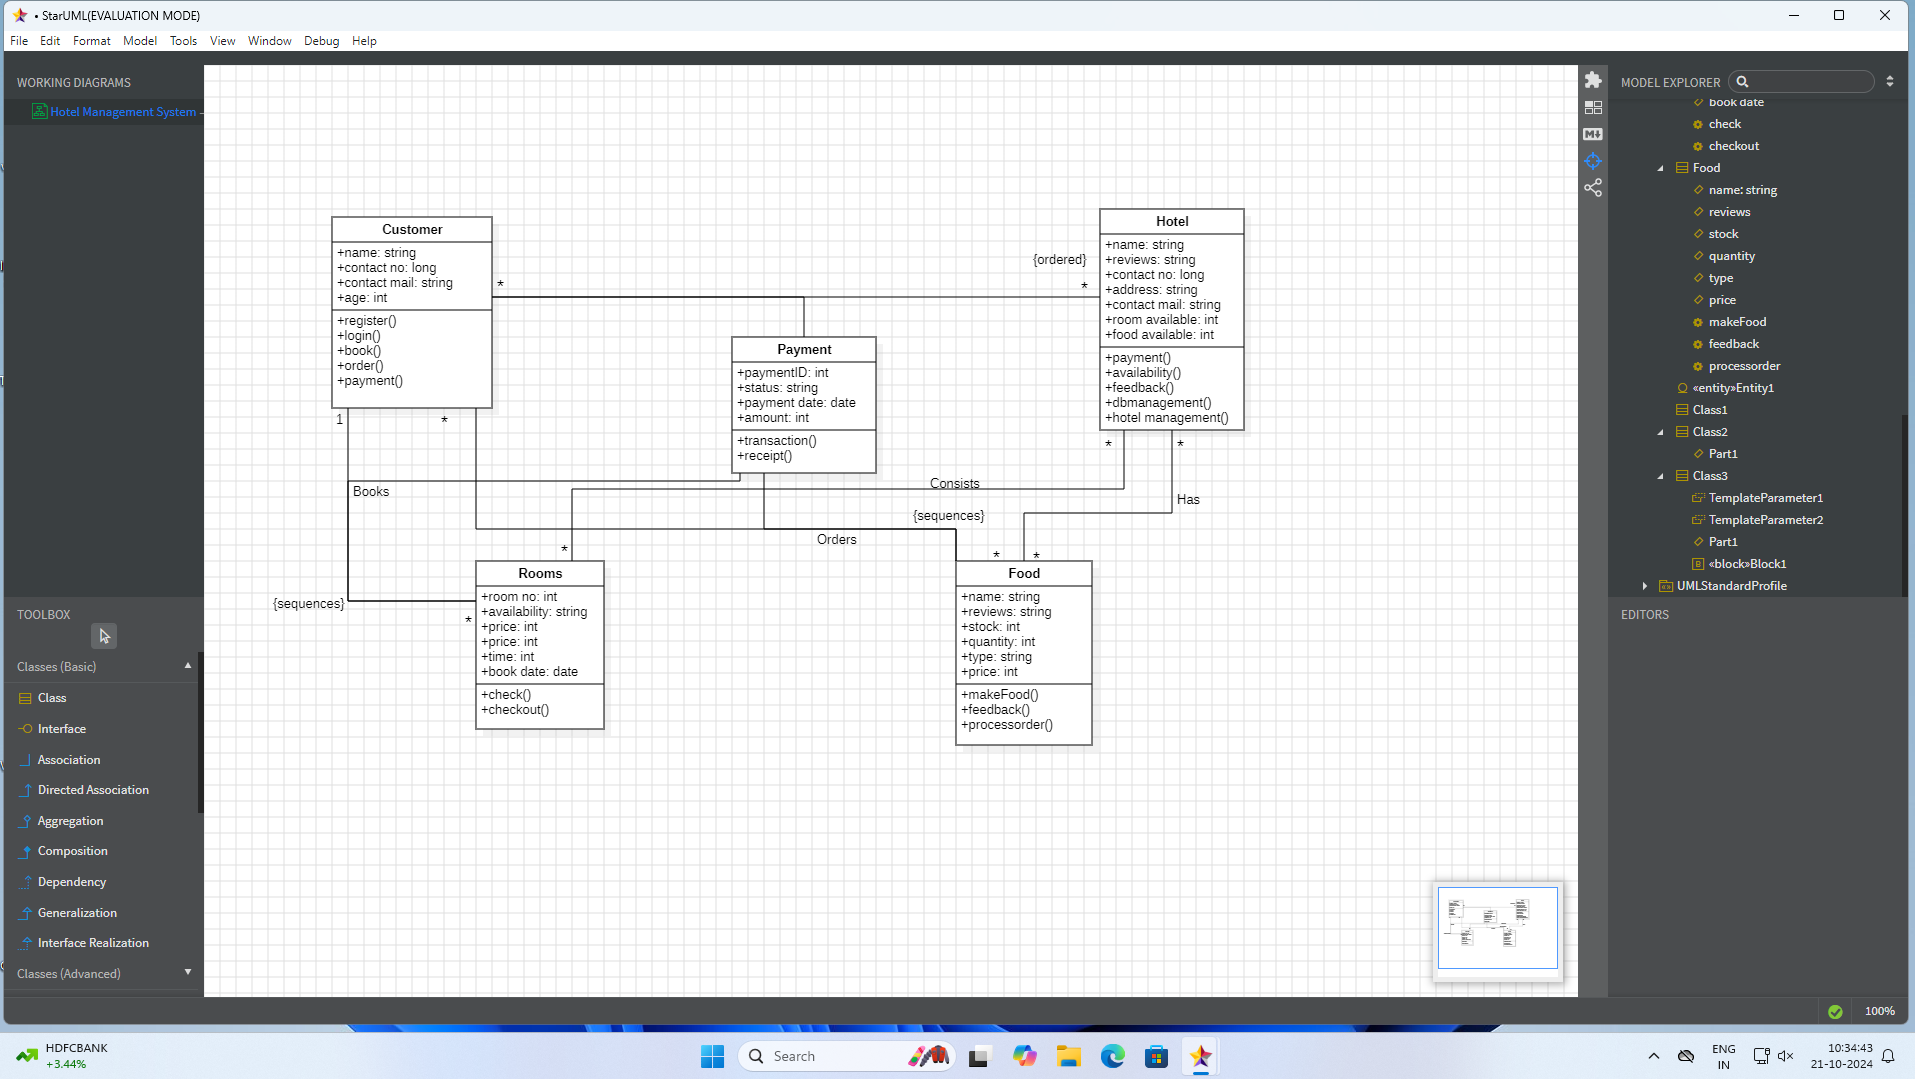 • StarUML(EVALUATION MODE)
File Edit Format Model Tools View Window Debug Help
WORKING DIAGRAMS
Hotel Management System -
TOOLBOX
Classes (Basic)
Class
Interface
Association
Directed Association
Aggregation
Composition
Dependency
Generalization
Interface Realization
Classes (Advanced)
Customer
+name: string
+contact no: long
+contact mail: string
+age: int
+register()
+login()
+book()
+order()
+payment()
*
{ordered}
*
Hotel
+name: string
+reviews: string
+contact no: long
+address: string
+contact mail: string
+room available: int
+food available: int
+payment()
+availability()
+feedback()
+dbmanagement()
+hotel management()
Payment
+paymentID: int
+status: string
+payment date: date
+amount: int
+transaction()
+receipt()
1
*
*
*
Books
Consists
Has
{sequences}
Orders
*
*
*
{sequences}
*
Rooms
+room no: int
+availability: string
+price: int
+price: int
+time: int
+book date: date
+check()
+checkout()
Food
+name: string
+reviews: string
+stock: int
+quantity: int
+type: string
+price: int
+makeFood()
+feedback()
+processorder()
MODEL EXPLORER
book date
check
checkout
Food
name: string
reviews
stock
quantity
type
price
makeFood
feedback
processorder
«entity»Entity1
Class1
Class2
Part1
Class3
TemplateParameter1
TemplateParameter2
Part1
«block»Block1
UMLStandardProfile
EDITORS
100%
HDFCBANK
+3.44%
Search
ENG
IN
10:34:43
21-10-2024